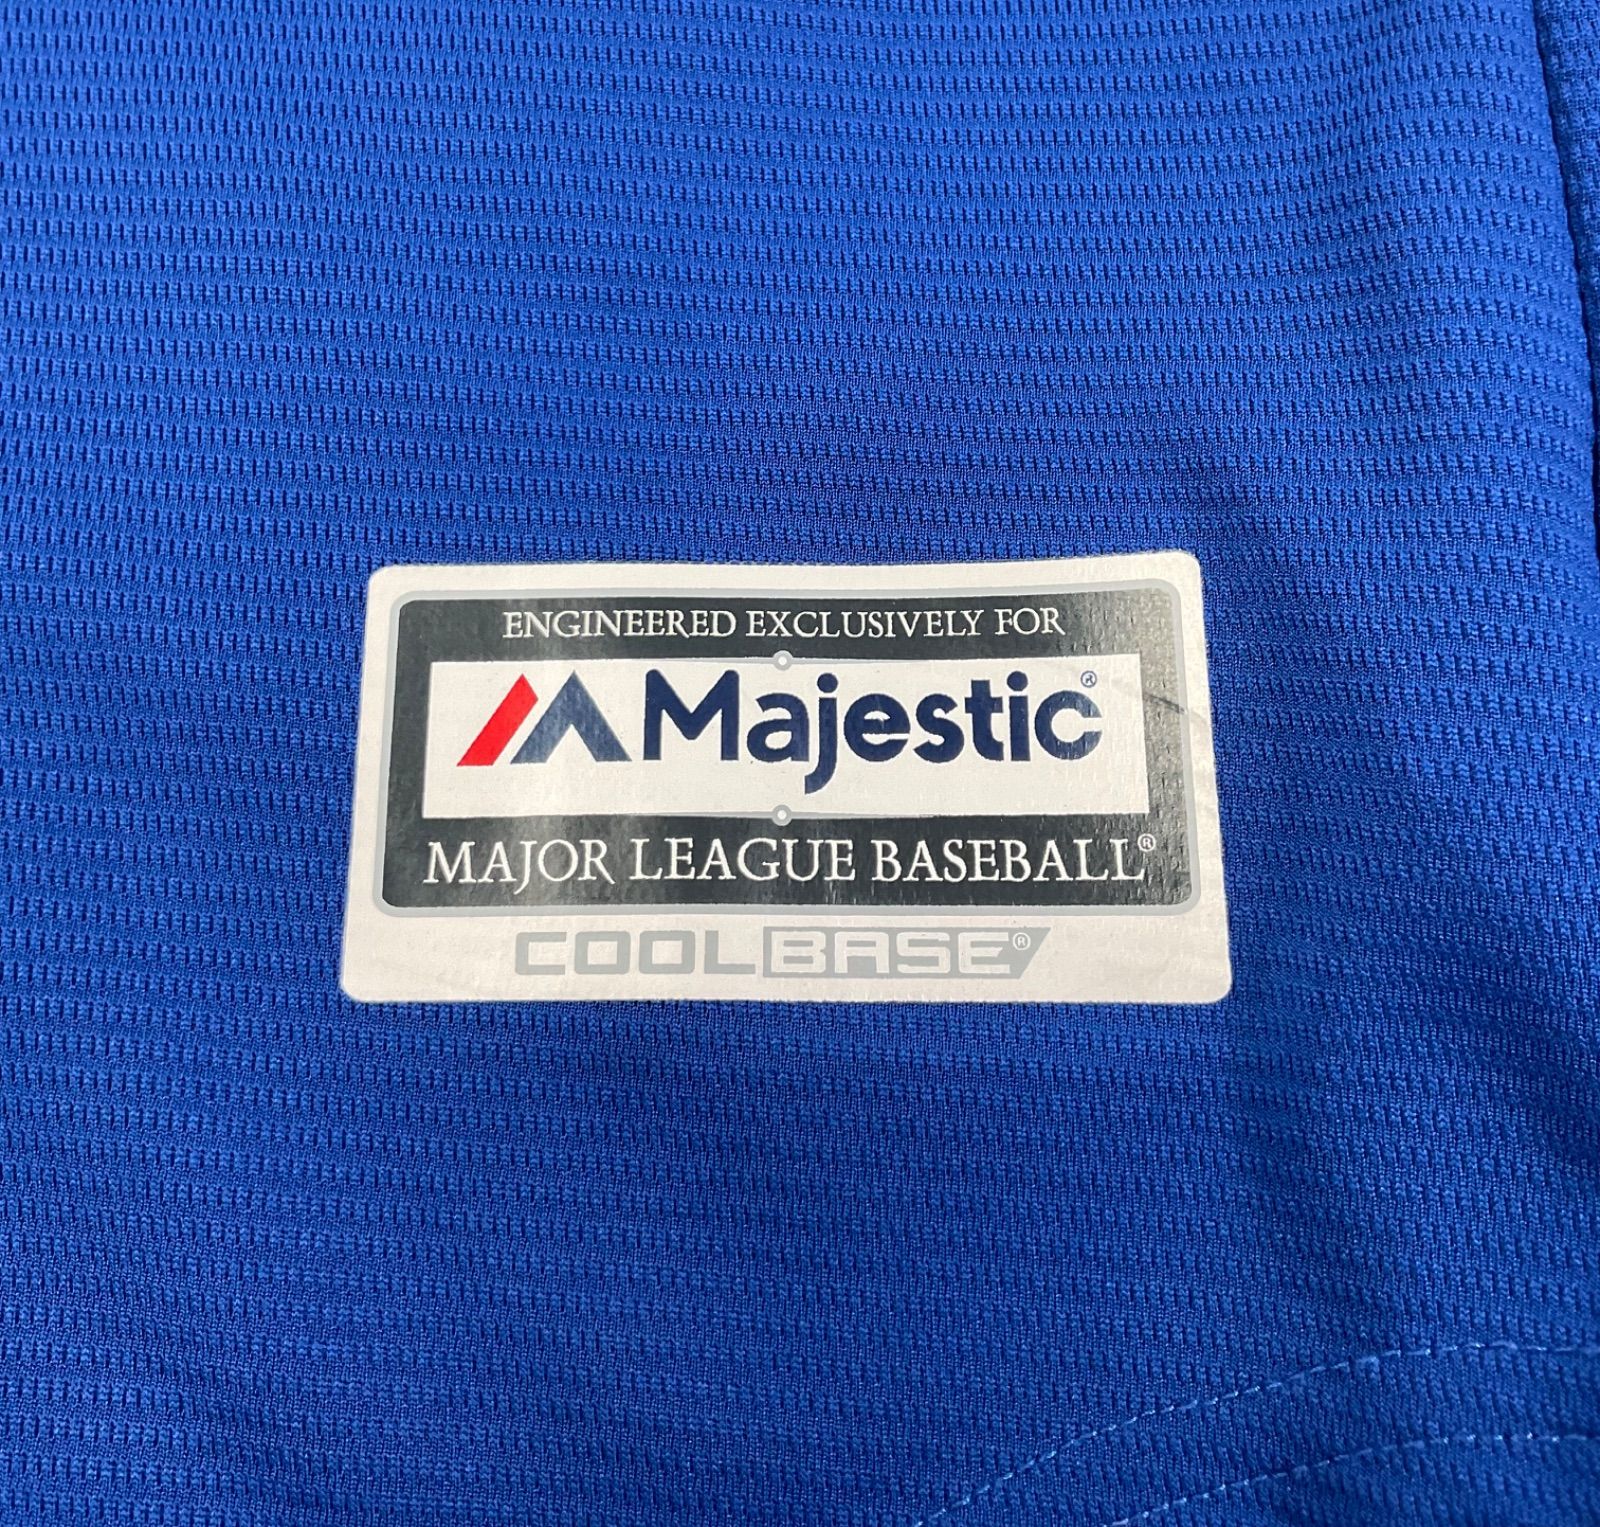 ENGINEERED EXCLUSIVELY FOR
Majestic®
MAJOR LEAGUE BASEBALL®
COOLBASE®